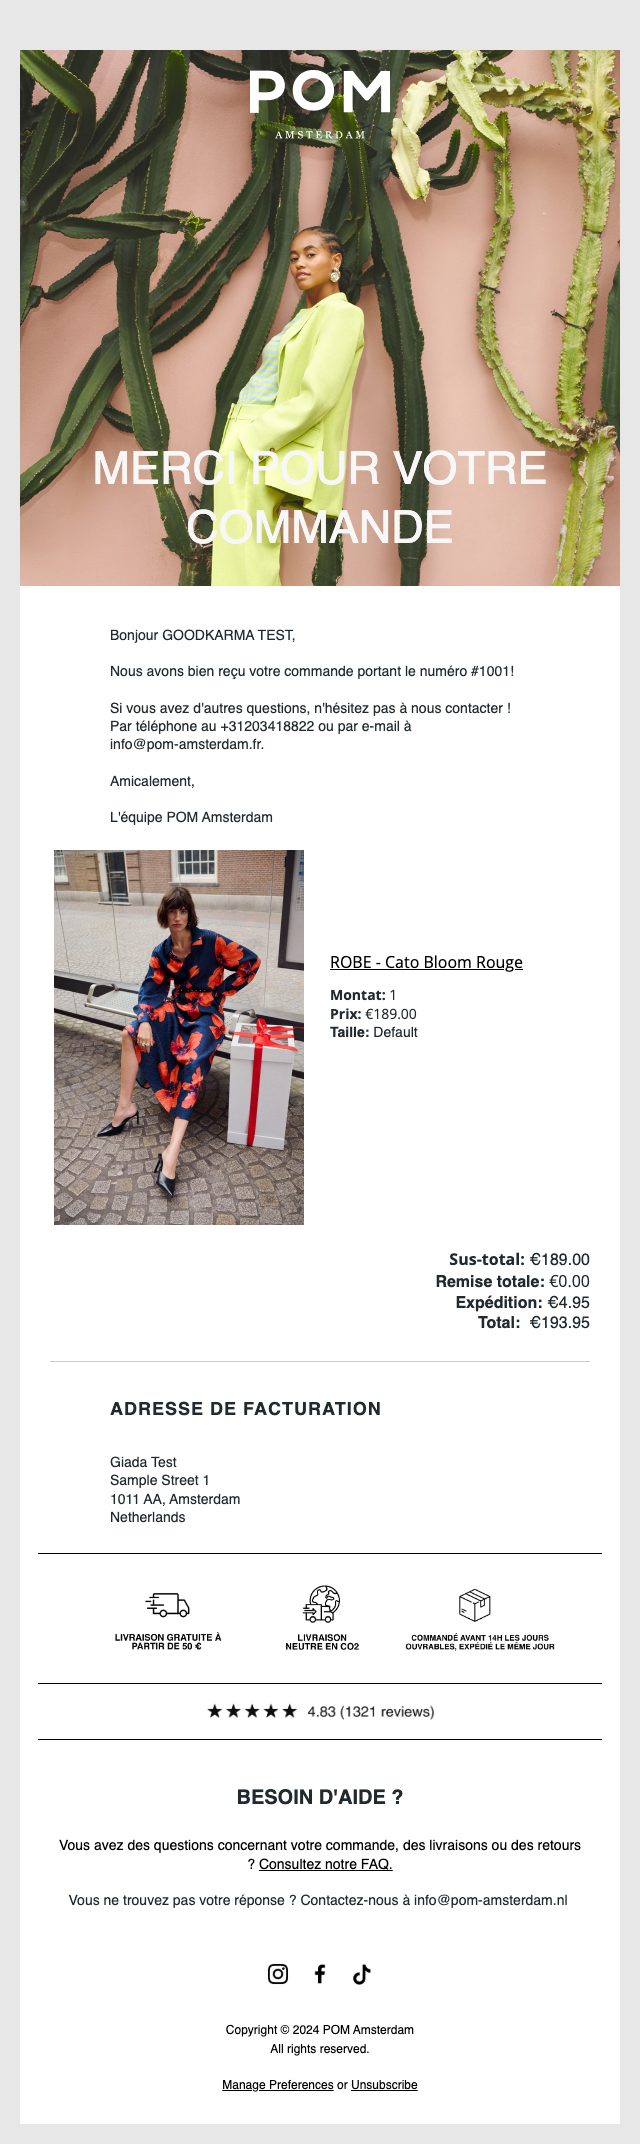 POM
AMSTERDAM
MERCI POUR VOTRE
COMMANDE
Bonjour GOODKARMA TEST,
Nous avons bien reçu votre commande portant le numéro #1001!
Si vous avez d'autres questions, n'hésitez pas à nous contacter !
Par téléphone au +31203418822 ou par e-mail à
info@pom-amsterdam.fr.
Amicalement,
L'équipe POM Amsterdam
ROBE - Cato Bloom Rouge
Montat: 1
Prix: €189.00
Taille: Default
Sus-total: €189.00
Remise totale: €0.00
Expédition: €4.95
Total: €193.95
ADRESSE DE FACTURATION
Giada Test
Sample Street 1
1011 AA, Amsterdam
Netherlands
LIVRAISON GRATUITE À
PARTIR DE 50 €
LIVRAISON
NEUTRE EN CO2
COMMANDÉ AVANT 14H LES JOURS
OUVRABLES, EXPÉDIÉ LE MÊME JOUR
★★★★★ 4.83 (1321 reviews)
BESOIN D'AIDE ?
Vous avez des questions concernant votre commande, des livraisons ou des retours
? Consultez notre FAQ.
Vous ne trouvez pas votre réponse ? Contactez-nous à info@pom-amsterdam.nl
Copyright © 2024 POM Amsterdam
All rights reserved.
Manage Preferences or Unsubscribe